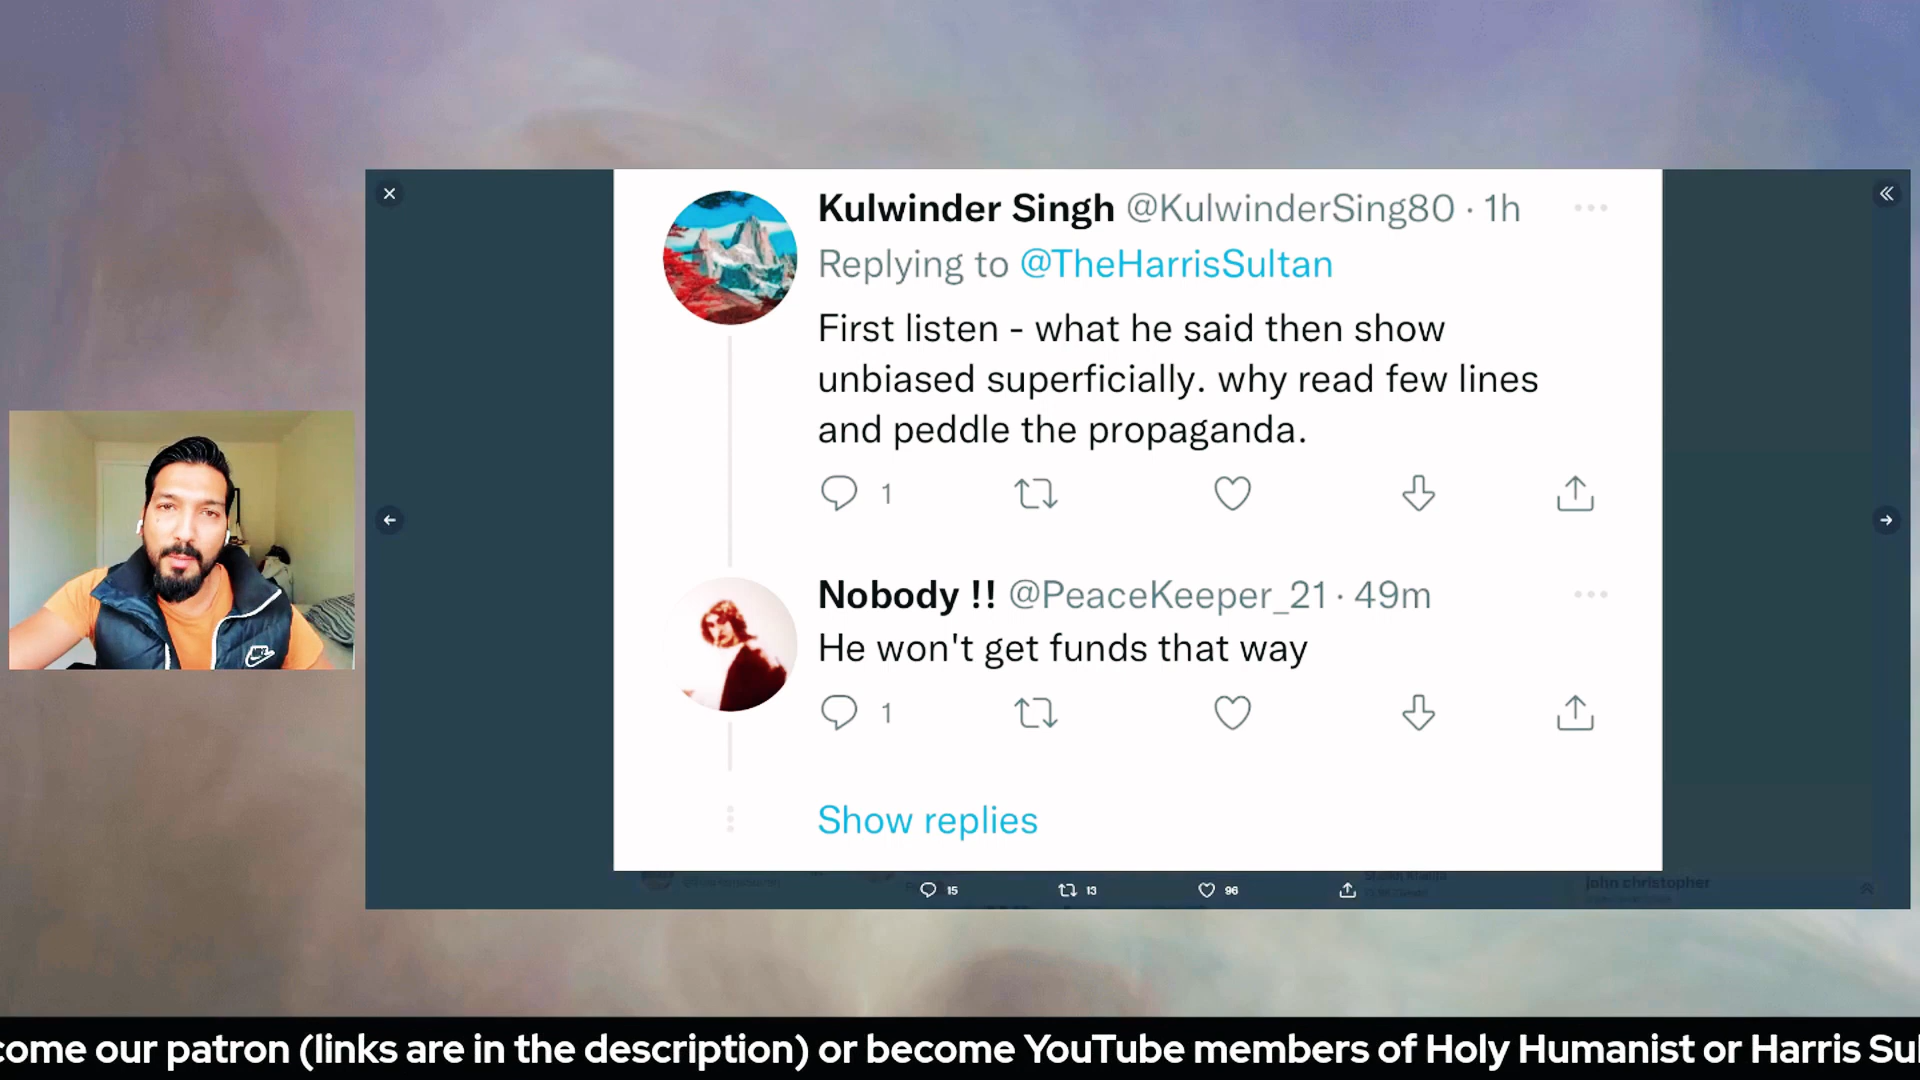 Kulwinder Singh @KulwinderSing80 · 1h
Replying to @TheHarrisSultan
First listen - what he said then show
unbiased superficially. why read few lines
and peddle the propaganda.
1
Nobody !! @PeaceKeeper_21 · 49m
He won't get funds that way
1
Show replies
15 13 96
john christopher
come our patron (links are in the description) or become YouTube members of Holy Humanist or Harris Sul